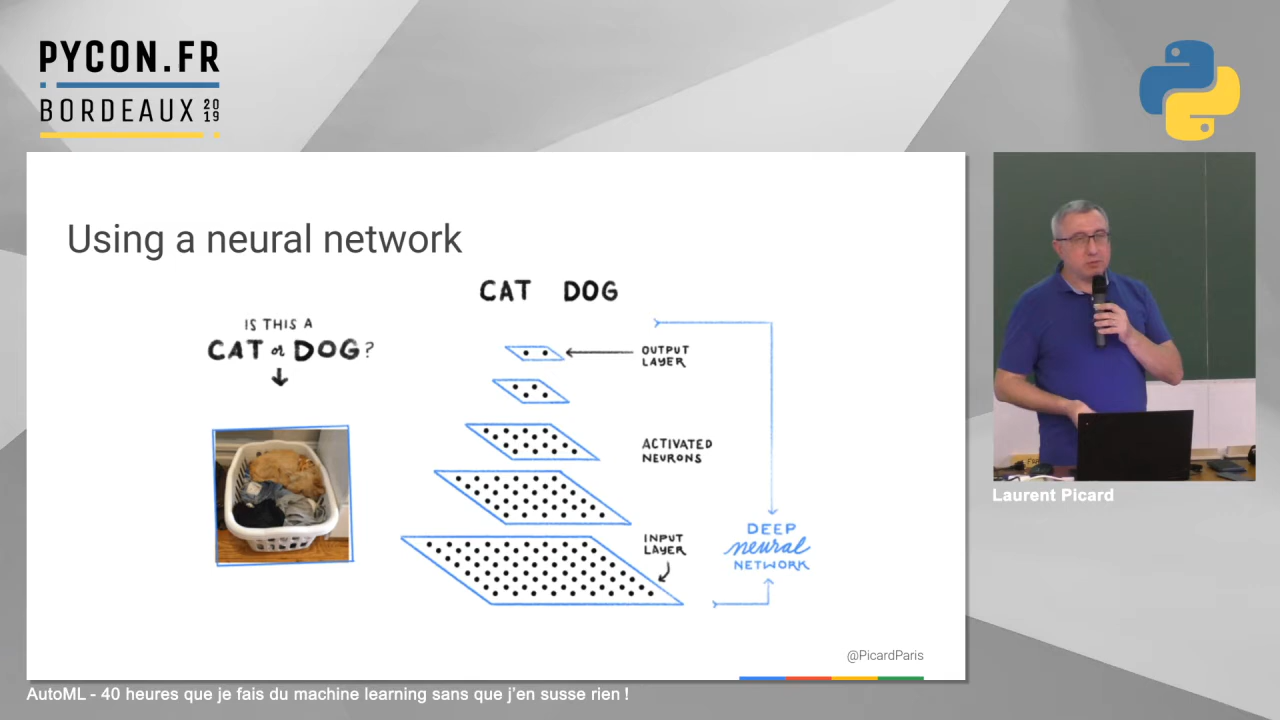 PYCON.FR
BORDEAUX 2019
Using a neural network
CAT DOG
IS THIS A
CAT or DOG?
OUTPUT
LAYER
ACTIVATED
NEURONS
INPUT
LAYER
DEEP
neural
NETWORK
@PicardParis
Laurent Picard
AutoML - 40 heures que je fais du machine learning sans que j'en susse rien !